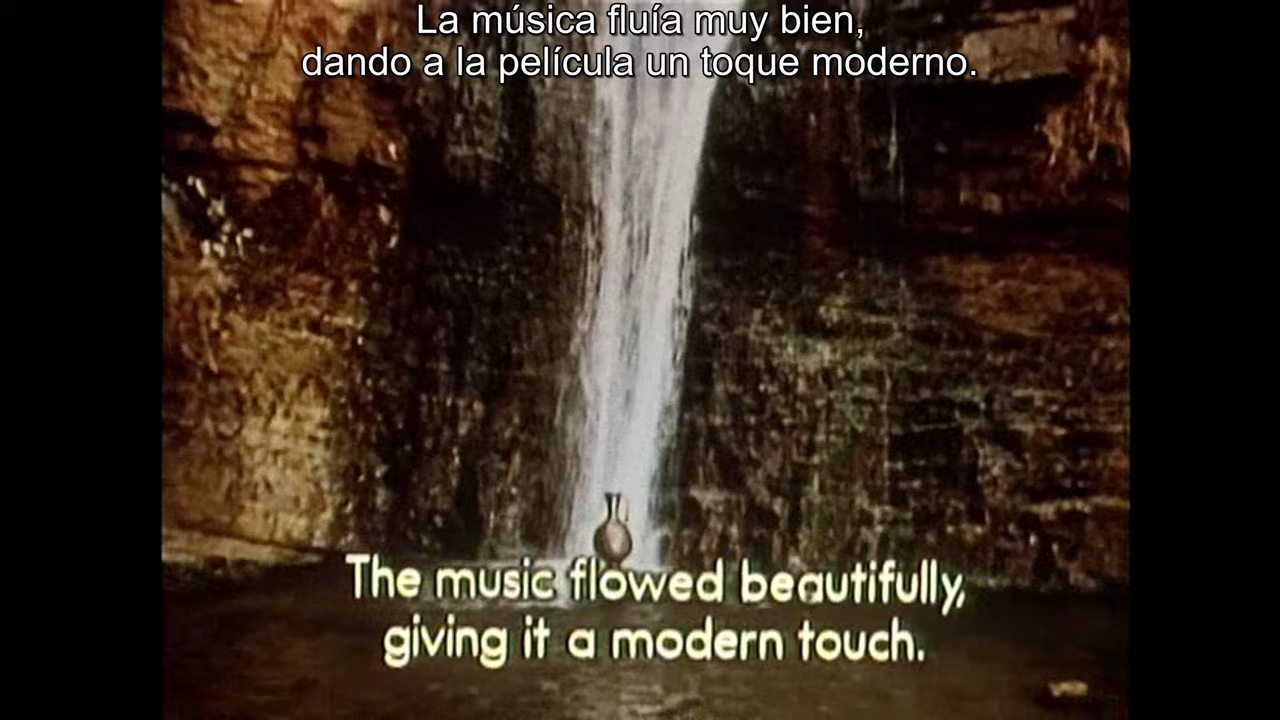 La música fluía muy bien,
dando a la película un toque moderno.
The music flowed beautifully,
giving it a modern touch.